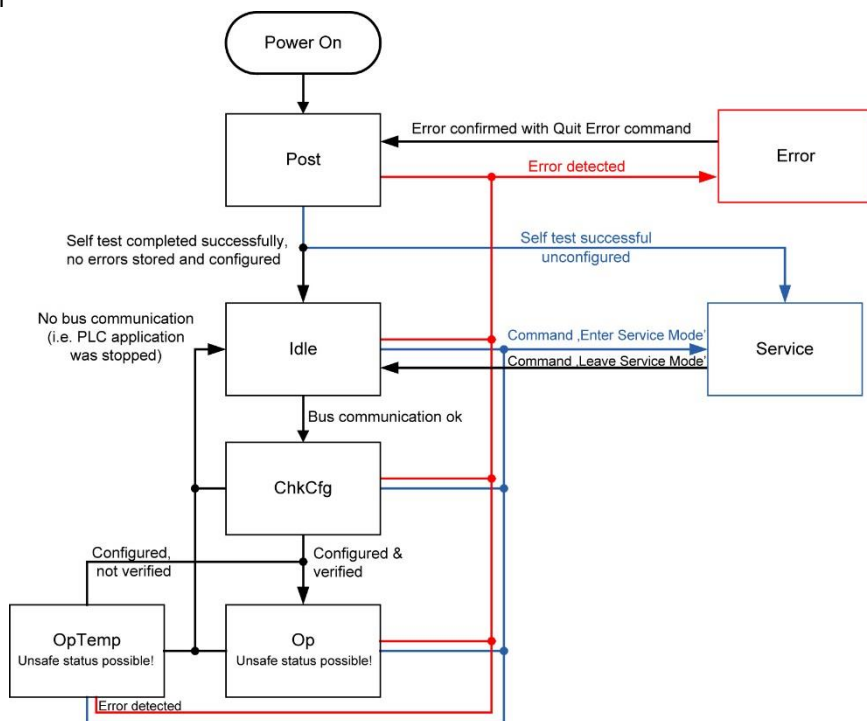 Power On
Error confirmed with Quit Error command
Post
Error
Error detected
Self test completed successfully,
no errors stored and configured
Self test successful
unconfigured
No bus communication
(i.e. PLC application
was stopped)
Idle
Command ‚Enter Service Mode'
Command ‚Leave Service Mode'
Service
Bus communication ok
ChkCfg
Configured,
not verified
Configured &
verified
OpTemp
Unsafe status possible!
Op
Unsafe status possible!
Error detected